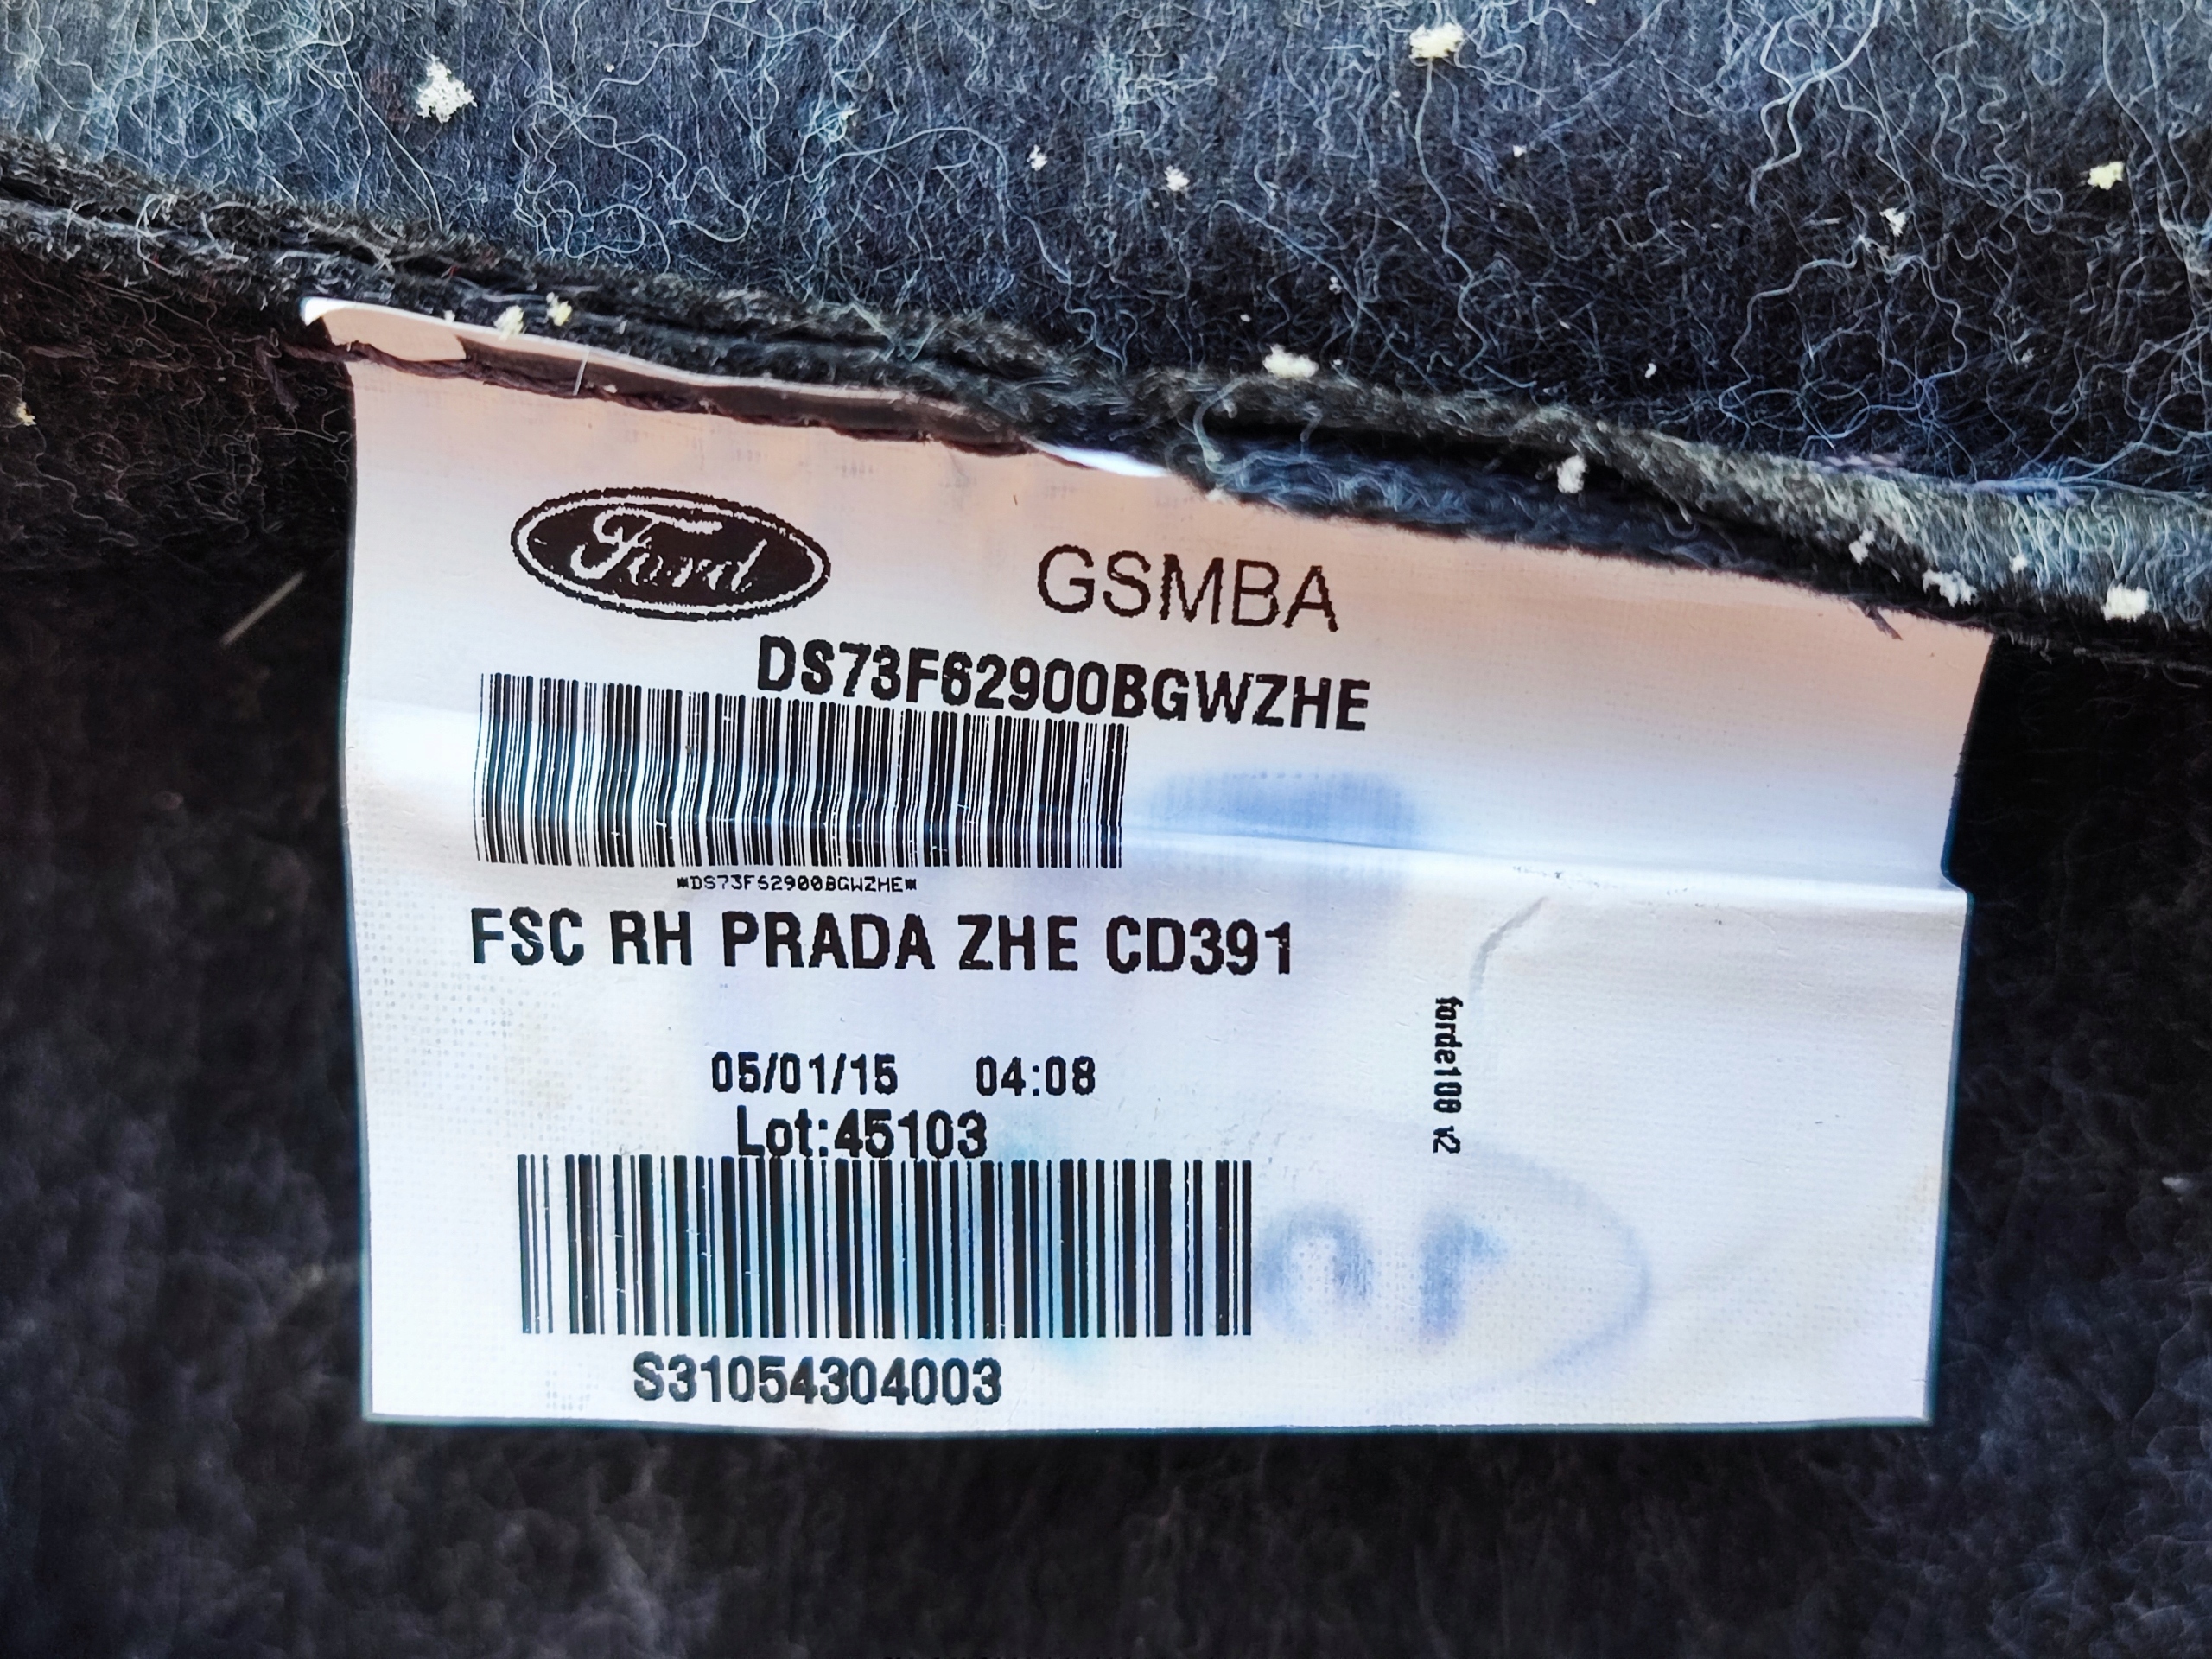 Ford
GSMBA
DS73F62900BGWZHE
*DS73F62900BGWZHE*
FSC RH PRADA ZHE CD391
05/01/15 04:08
Lot:45103
S31054304003
forde108 v2